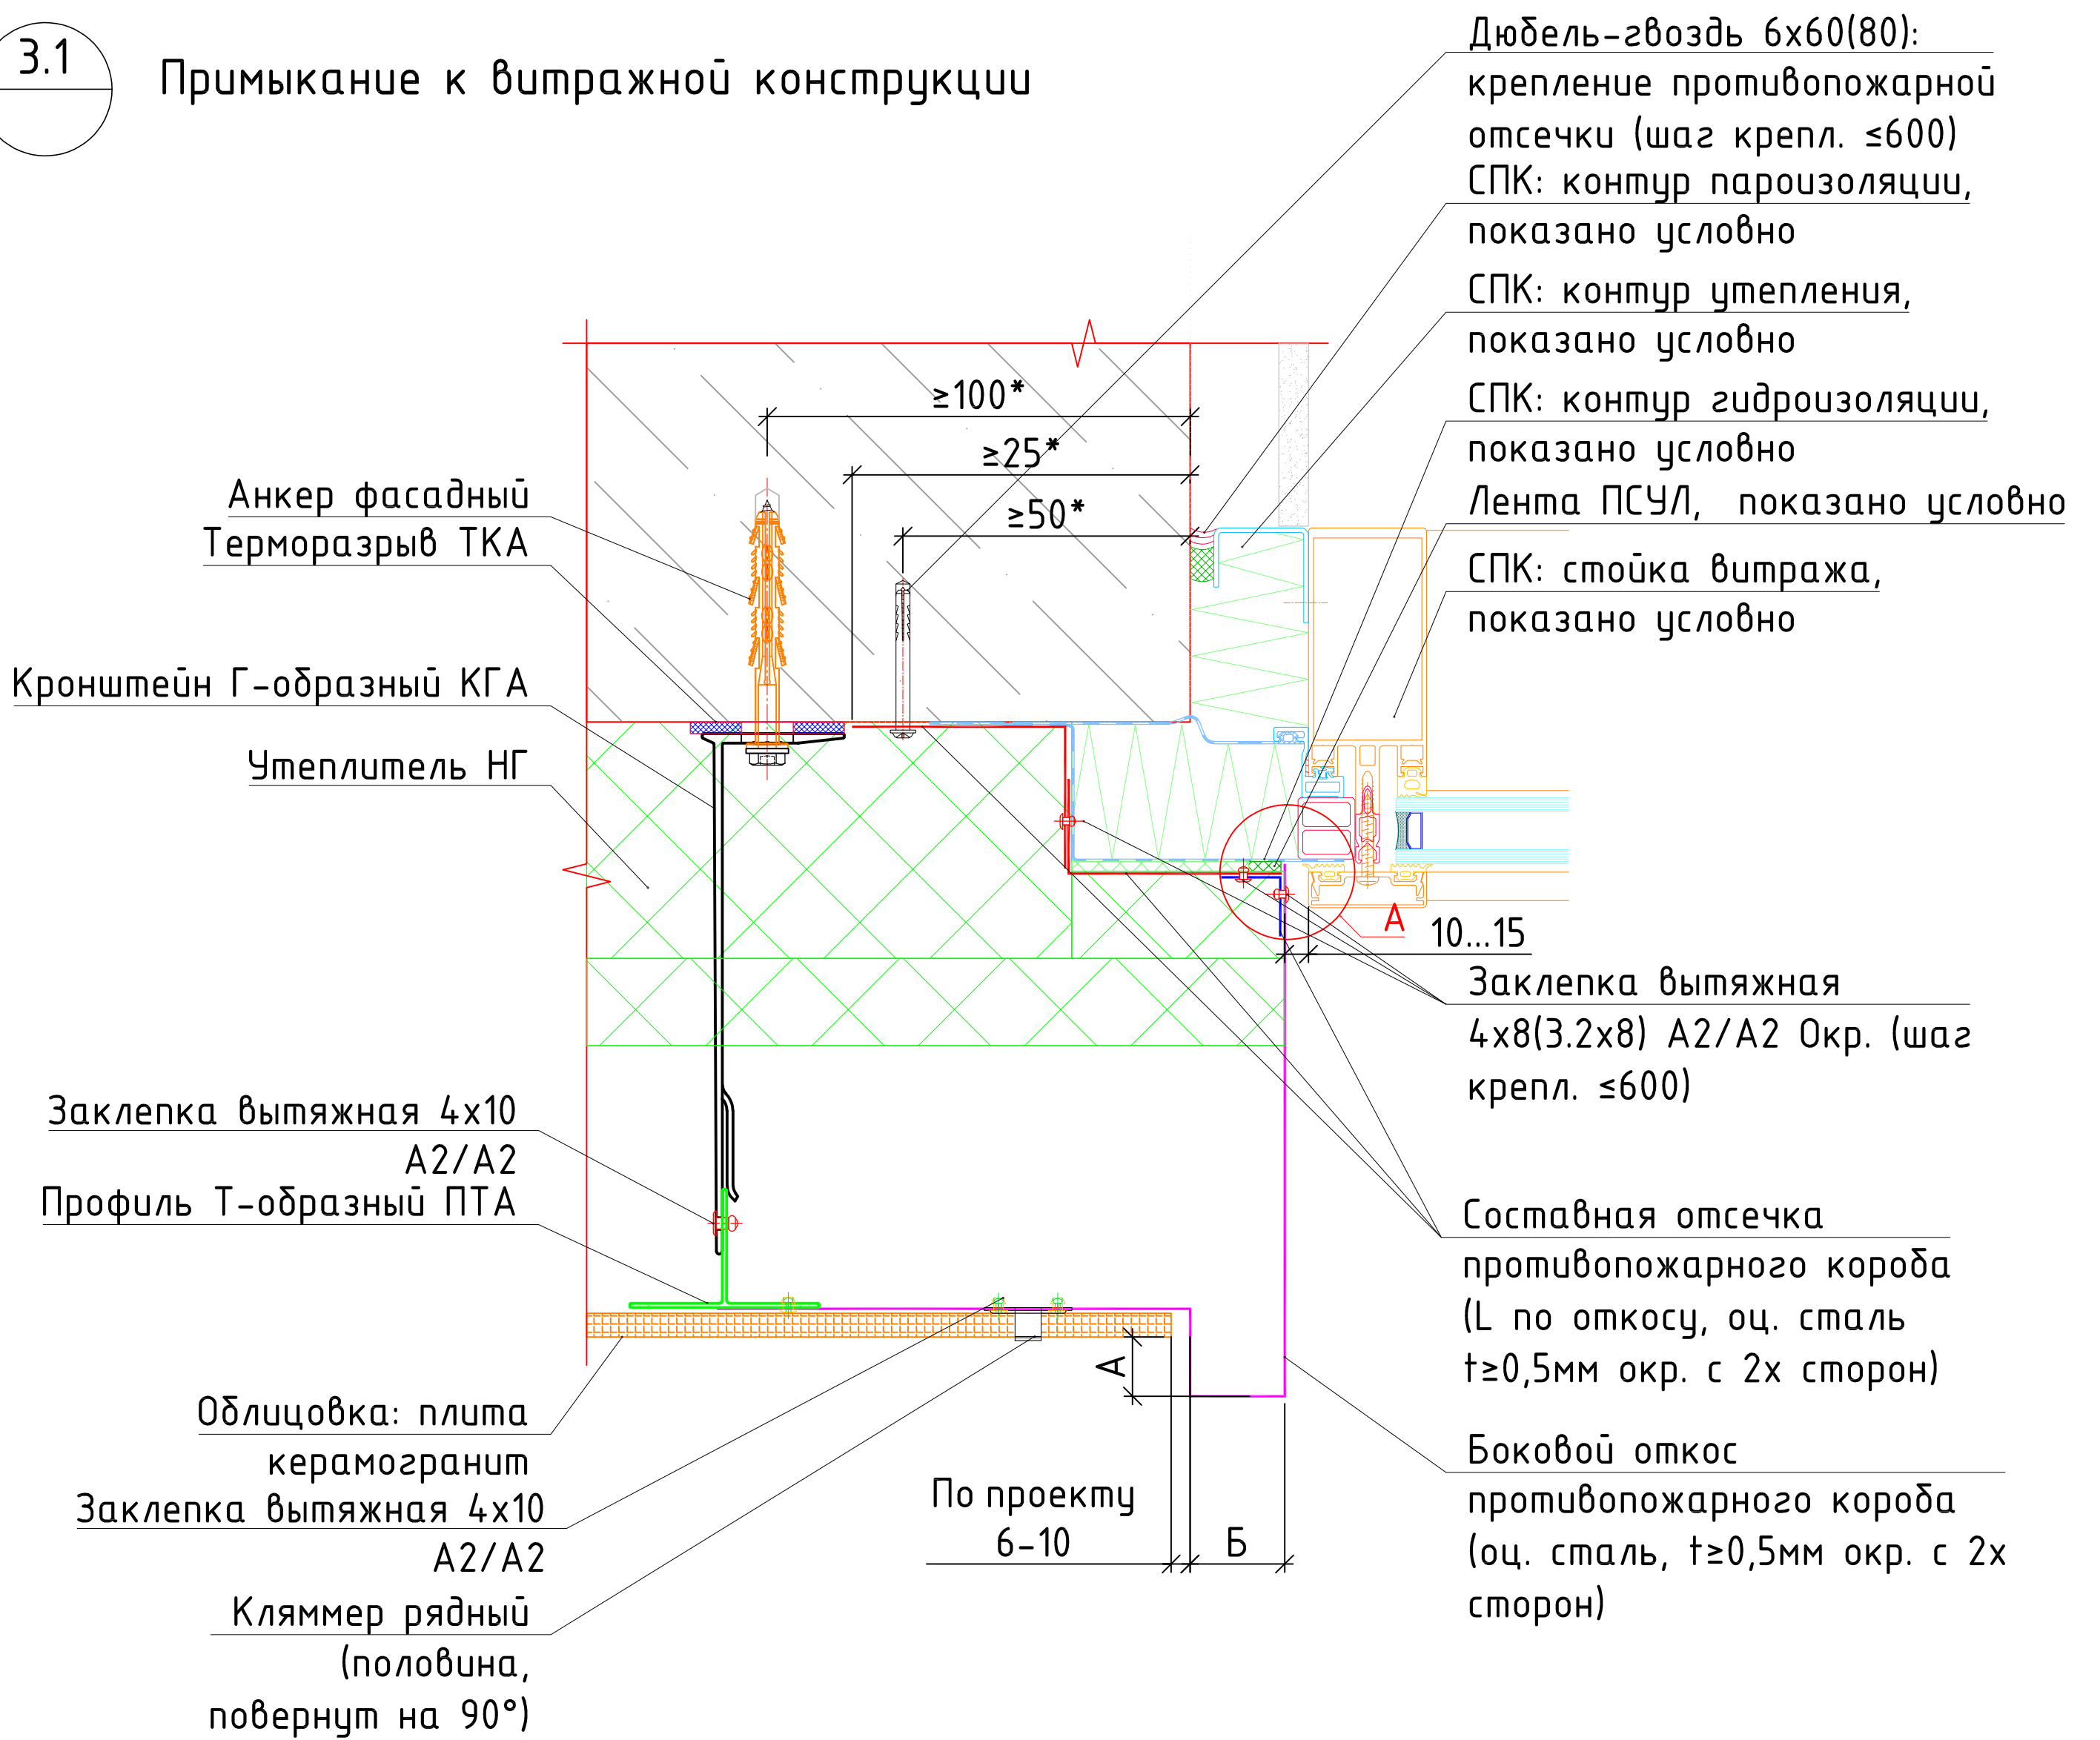 3.1
Примыкание к витражной конструкции
Дюбель-гвоздь 6х60(80):
крепление противопожарной
отсечки (шаг крепл. ≤600)
СПК: контур пароизоляции,
показано условно
СПК: контур утепления,
показано условно
СПК: контур гидроизоляции,
показано условно
Лента ПСУЛ, показано условно
СПК: стойка витража,
показано условно
≥100*
≥25*
≥50*
Анкер фасадный
Терморазрыв ТКА
Кронштейн Г-образный КГА
Утеплитель НГ
А
10...15
Заклепка вытяжная
4х8(3.2х8) А2/А2 Окр. (шаг
крепл. ≤600)
Заклепка вытяжная 4х10
А2/А2
Профиль Т-образный ПТА
Составная отсечка
противопожарного короба
(L по откосу, оц. сталь
t≥0,5мм окр. с 2х сторон)
А
Облицовка: плита
керамогранит
Заклепка вытяжная 4х10
А2/А2
Кляммер рядный
(половина,
повернут на 90°)
По проекту
6-10
Б
Боковой откос
противопожарного короба
(оц. сталь, t≥0,5мм окр. с 2х
сторон)